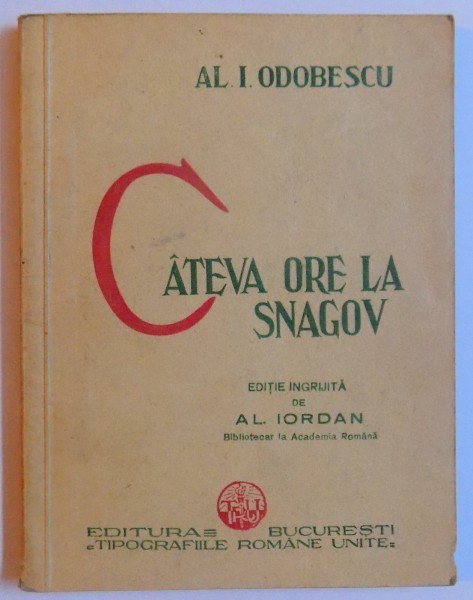 AL. I. ODOBESCU
CÂTEVA ORE LA
SNAGOV
EDIȚIE INGRIJITĂ
DE
AL. IORDAN
Bibliotecar la Academia Română
EDITURA BUCUREȘTI
«TIPOGRAFIILE ROMÂNE UNITE»